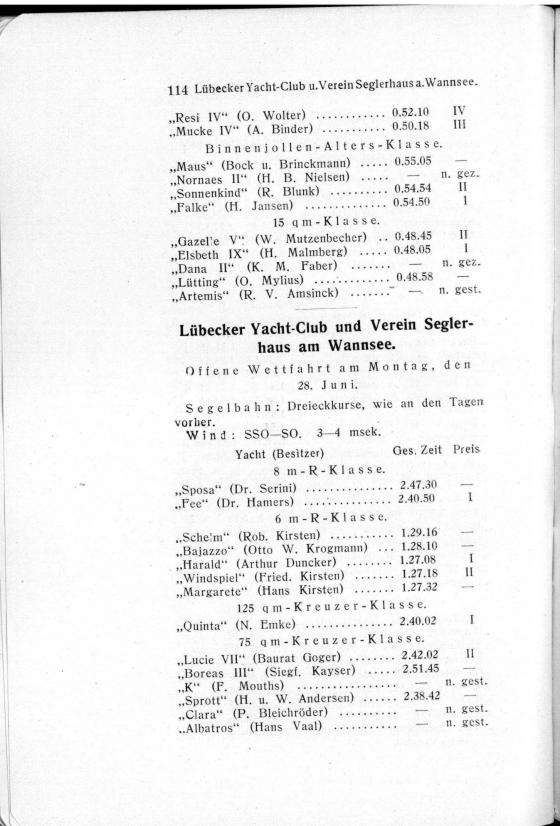 114 Lübecker Yacht-Club u. Verein Seglerhaus a. Wannsee.
„Resi IV“ (O. Wolter) ............ 0.52.10 IV
„Mucke IV“ (A. Binder) ........... 0.50.18 III
Binnenjollen-Alters-Klasse.
„Maus“ (Bock u. Brinckmann) ..... 0.55.05 —
„Nornaes II“ (H. B. Nielsen) ..... — n. gez.
„Sonnenkind“ (R. Blunk) .......... 0.54.54 II
„Falke“ (H. Jansen) .............. 0.54.50 I
15 qm-Klasse.
„Gazelle V“ (W. Mutzenbecher) .. 0.48.45 II
„Elsbeth IX“ (H. Malmberg) ..... 0.48.05 I
„Dana II“ (K. M. Faber) ....... — n. gez.
„Lütting“ (O. Mylius) ............. 0.48.58 —
„Artemis“ (R. V. Amsinck) ....... — n. gest.
Lübecker Yacht-Club und Verein Segler-
haus am Wannsee.
Offene Wettfahrt am Montag, den
28. Juni.
Segelbahn: Dreieckkurse, wie an den Tagen
vorher.
Wind: SSO—SO. 3—4 msek.
Yacht (Besitzer) Ges. Zeit Preis
8 m-R-Klasse.
„Sposa“ (Dr. Serini) .............. 2.47.30 —
„Fee“ (Dr. Hamers) .............. 2.40.50 I
6 m-R-Klasse.
„Schelm“ (Rob. Kirsten) ........... 1.29.16 —
„Bajazzo“ (Otto W. Krogmann) ... 1.28.10 —
„Harald“ (Arthur Duncker) ........ 1.27.08 I
„Windspiel“ (Fried. Kirsten) ....... 1.27.18 II
„Margarete“ (Hans Kirsten) ....... 1.27.32 —
125 qm-Kreuzer-Klasse.
„Quinta“ (N. Emke) ............... 2.40.02 I
75 qm-Kreuzer-Klasse.
„Lucie VII“ (Baurat Goger) ........ 2.42.02 II
„Boreas III“ (Siegf. Kayser) ..... 2.51.45 —
„K“ (F. Mouths) ................. — n. gest.
„Sprott“ (H. u. W. Andersen) ...... 2.38.42 —
„Clara“ (P. Bleichröder) .......... — n. gest.
„Albatros“ (Hans Vaal) ........... — n. gest.